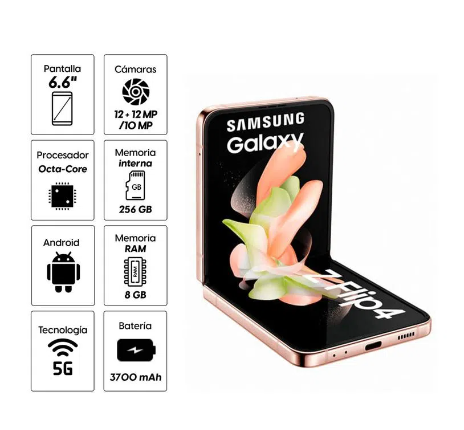 Pantalla
6.6"
Cámaras
12 + 12 MP
/10 MP
Procesador
Octa-Core
Memoria
interna
GB
256 GB
Android
Memoria
RAM
RAM
8 GB
Tecnología
5G
Batería
3700 mAh
SAMSUNG
Galaxy
Z Flip4